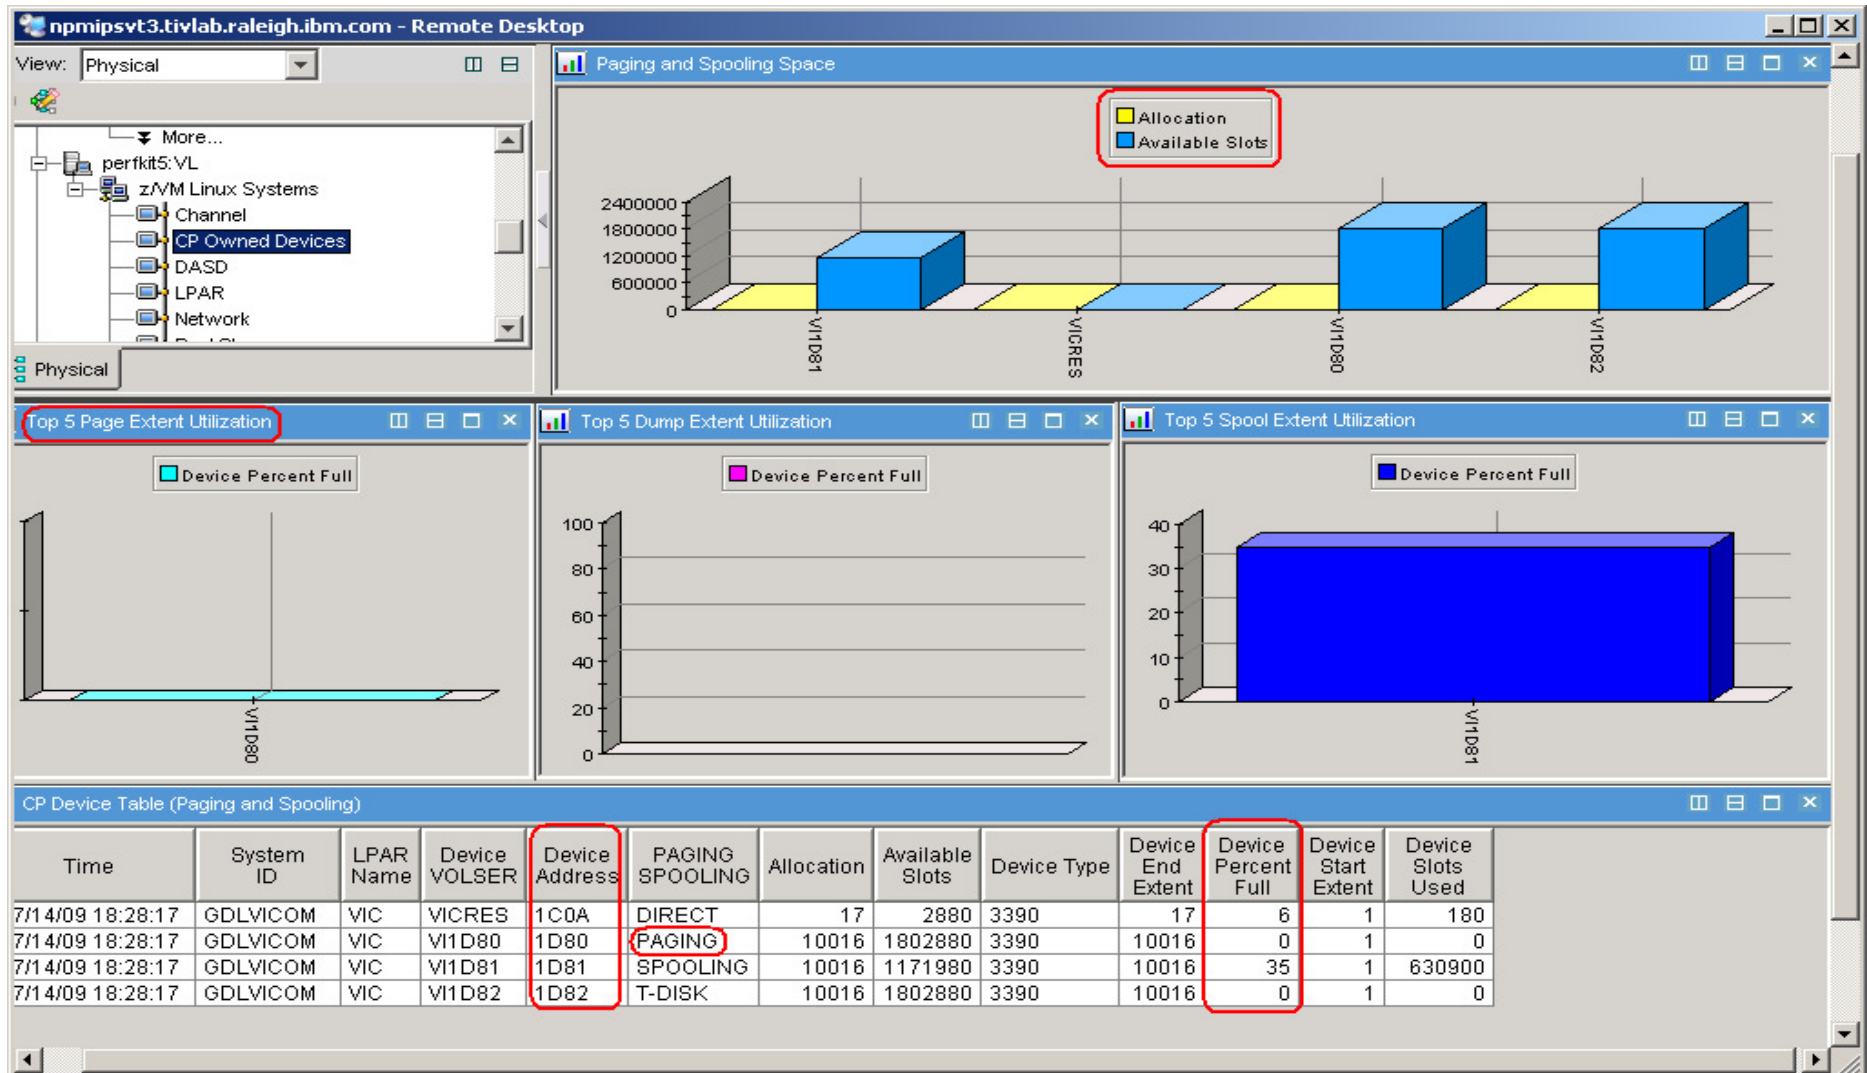 npmipsvt3.tivlab.raleigh.ibm.com - Remote Desktop
View: Physical
More...
perfkit5:VL
z/VM Linux Systems
Channel
CP Owned Devices
DASD
LPAR
Network
Physical
Paging and Spooling Space
Allocation
Available Slots
2400000
1800000
1200000
600000
0
VI1D81
VICRES
VI1D80
VI1D82
Top 5 Page Extent Utilization
Device Percent Full
VI1D80
Top 5 Dump Extent Utilization
Device Percent Full
100
80
60
40
20
0
Top 5 Spool Extent Utilization
Device Percent Full
40
30
20
10
0
VI1D81
CP Device Table (Paging and Spooling)
Time System ID LPAR Name Device VOLSER Device Address PAGING SPOOLING Allocation Available Slots Device Type Device End Extent Device Percent Full Device Start Extent Device Slots Used
7/14/09 18:28:17 GDLVICOM VIC VICRES 1C0A DIRECT 17 2880 3390 17 6 1 180
7/14/09 18:28:17 GDLVICOM VIC VI1D80 1D80 PAGING 10016 1802880 3390 10016 0 1 0
7/14/09 18:28:17 GDLVICOM VIC VI1D81 1D81 SPOOLING 10016 1171980 3390 10016 35 1 630900
7/14/09 18:28:17 GDLVICOM VIC VI1D82 1D82 T-DISK 10016 1802880 3390 10016 0 1 0